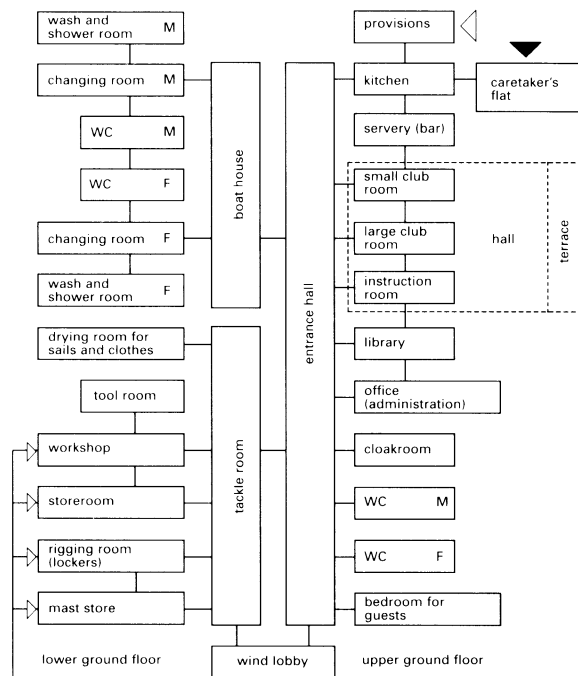 wash and
shower room M
changing room M
WC M
WC F
changing room F
wash and
shower room F
drying room for
sails and clothes
tool room
workshop
storeroom
rigging room
(lockers)
mast store
lower ground floor
boat house
tackle room
entrance hall
wind lobby
provisions
kitchen
caretaker's
flat
servery (bar)
small club
room
large club
room
instruction
room
hall
terrace
library
office
(administration)
cloakroom
WC M
WC F
bedroom for
guests
upper ground floor